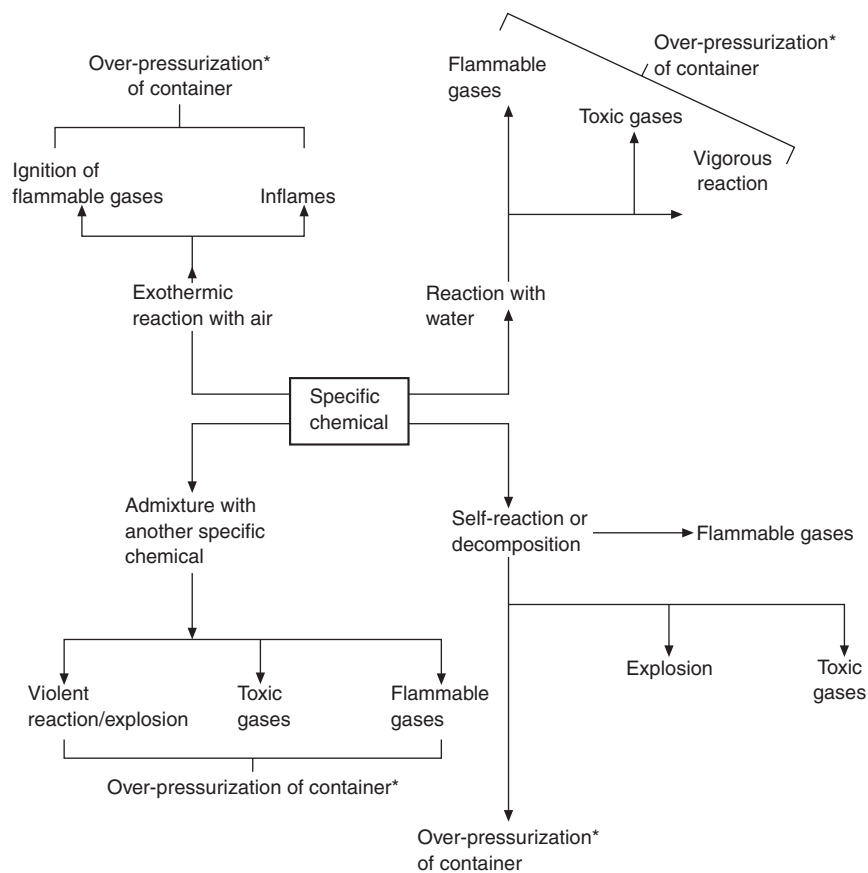 Over-pressurization*
of container
Ignition of
flammable gases
Inflames
Exothermic
reaction with air
Flammable
gases
Over-pressurization*
of container
Toxic gases
Vigorous
reaction
Reaction with
water
Specific
chemical
Admixture with
another specific
chemical
Violent
reaction/explosion
Toxic
gases
Flammable
gases
Over-pressurization of container*
Self-reaction or
decomposition
Flammable gases
Explosion
Toxic
gases
Over-pressurization*
of container